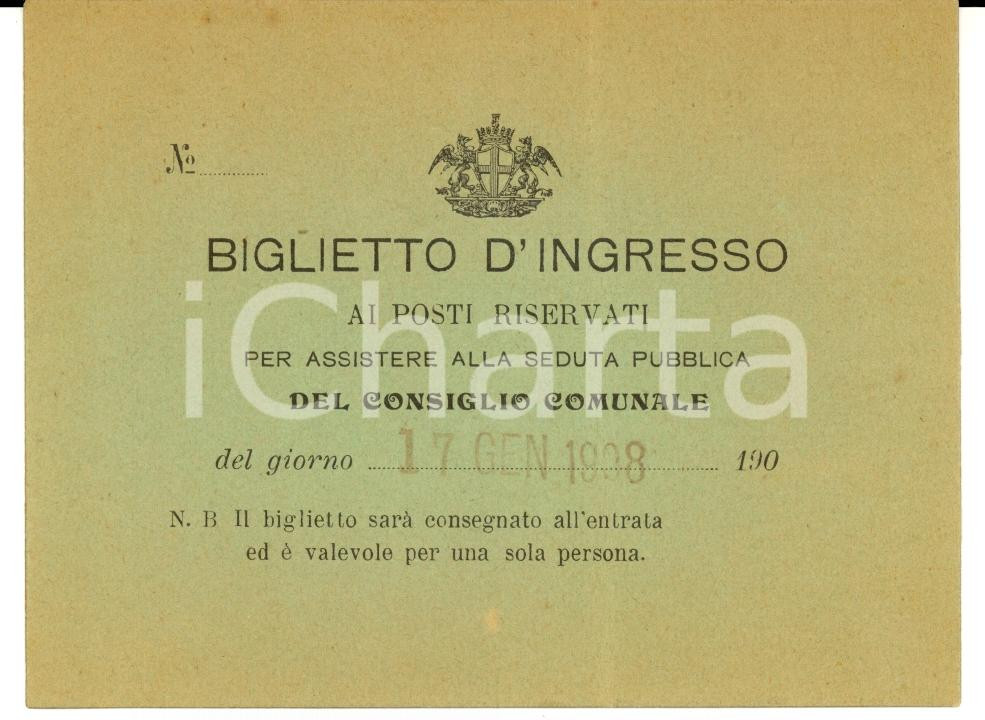 No
BIGLIETTO D'INGRESSO
AI POSTI RISERVATI
PER ASSISTERE ALLA SEDUTA PUBBLICA
DEL CONSIGLIO COMUNALE
del giorno 17 GEN 1908 190
N. B Il biglietto sarà consegnato all'entrata
ed è valevole per una sola persona.
iCharta